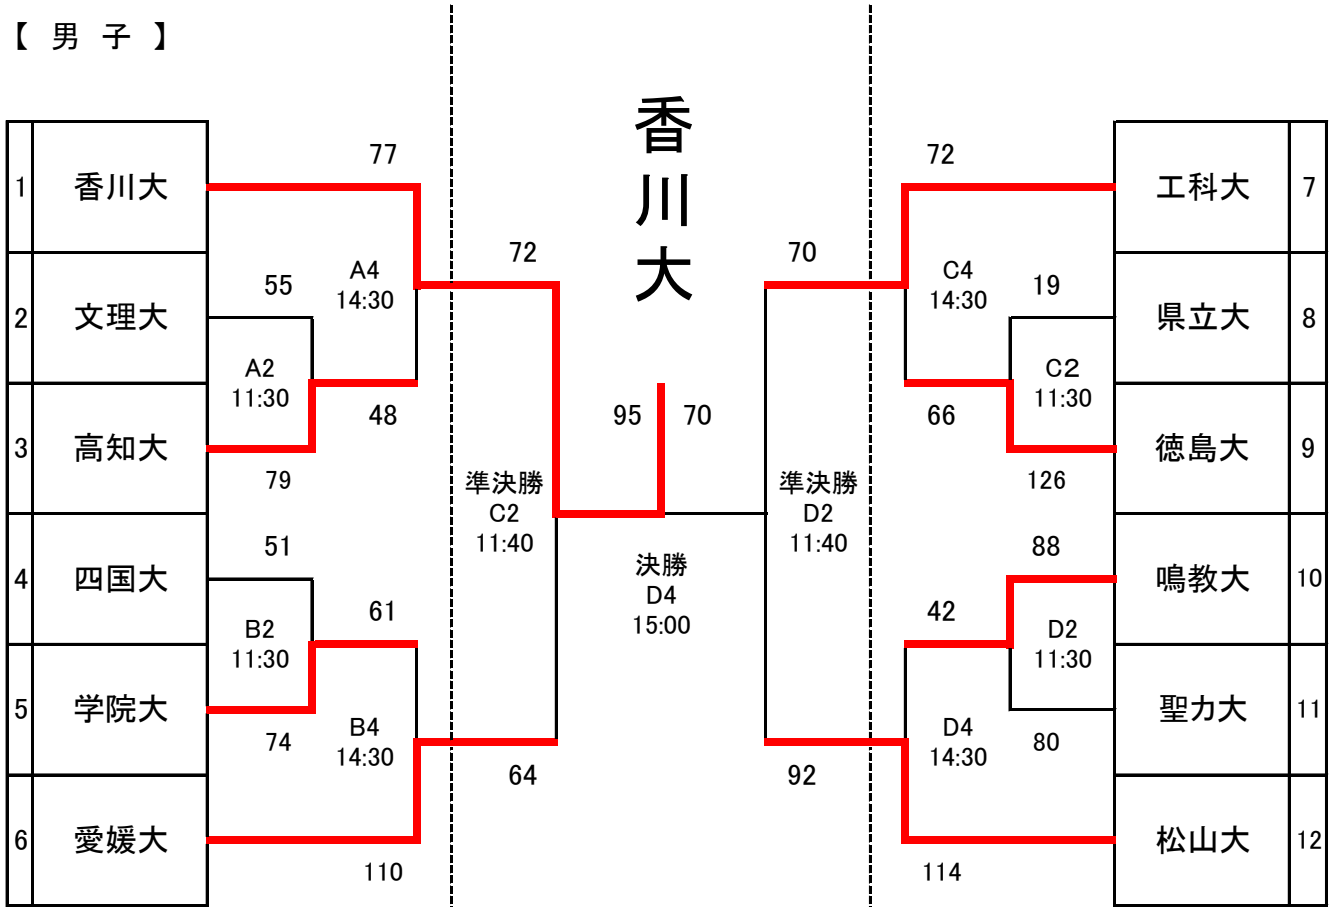 【 男 子 】
香川大
1 香川大
2 文理大
3 高知大
4 四国大
5 学院大
6 愛媛大
77
55
A4
14:30
A2
11:30
48
79
51
61
B2
11:30
74
B4
14:30
110
72
準決勝
C2
11:40
64
95 70
決勝
D4
15:00
70
準決勝
D2
11:40
92
72
C4
14:30
19
C2
11:30
66
126
88
42
D2
11:30
D4
14:30
80
114
工科大 7
県立大 8
徳島大 9
鳴教大 10
聖カ大 11
松山大 12